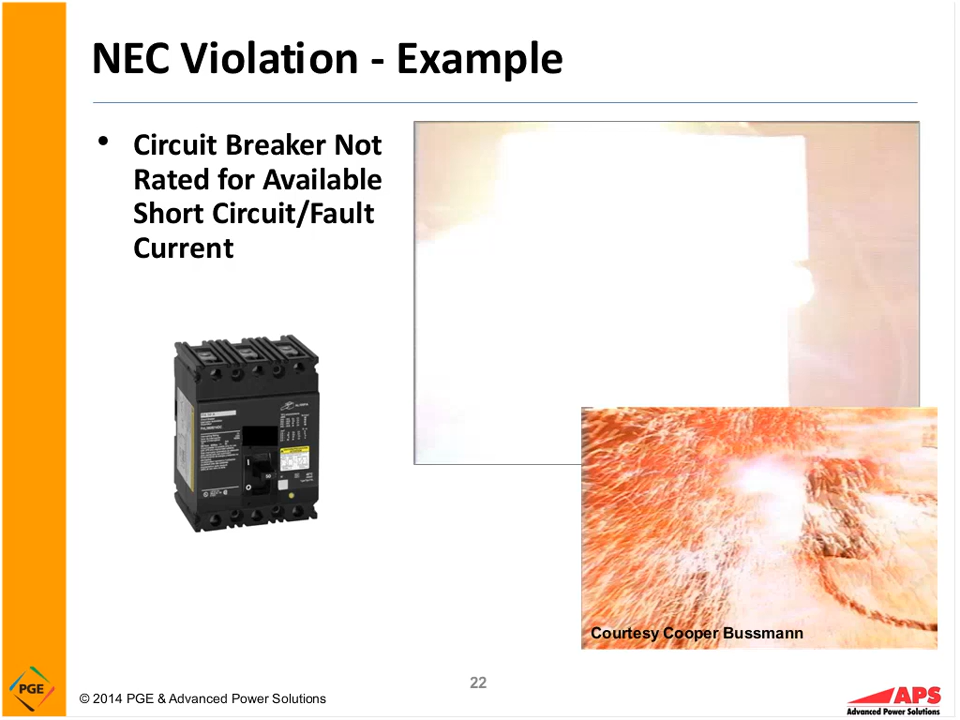 NEC Violation - Example
• Circuit Breaker Not
Rated for Available
Short Circuit/Fault
Current
Courtesy Cooper Bussmann
PGE
© 2014 PGE & Advanced Power Solutions
22
APS
Advanced Power Solutions